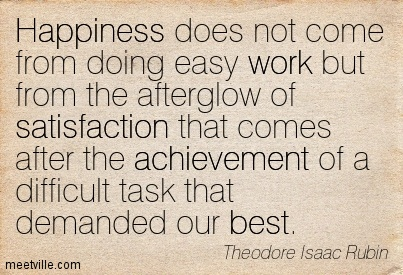 Happiness does not come
from doing easy work but
from the afterglow of
satisfaction that comes
after the achievement of a
difficult task that
demanded our best.
Theodore Isaac Rubin
meetville.com